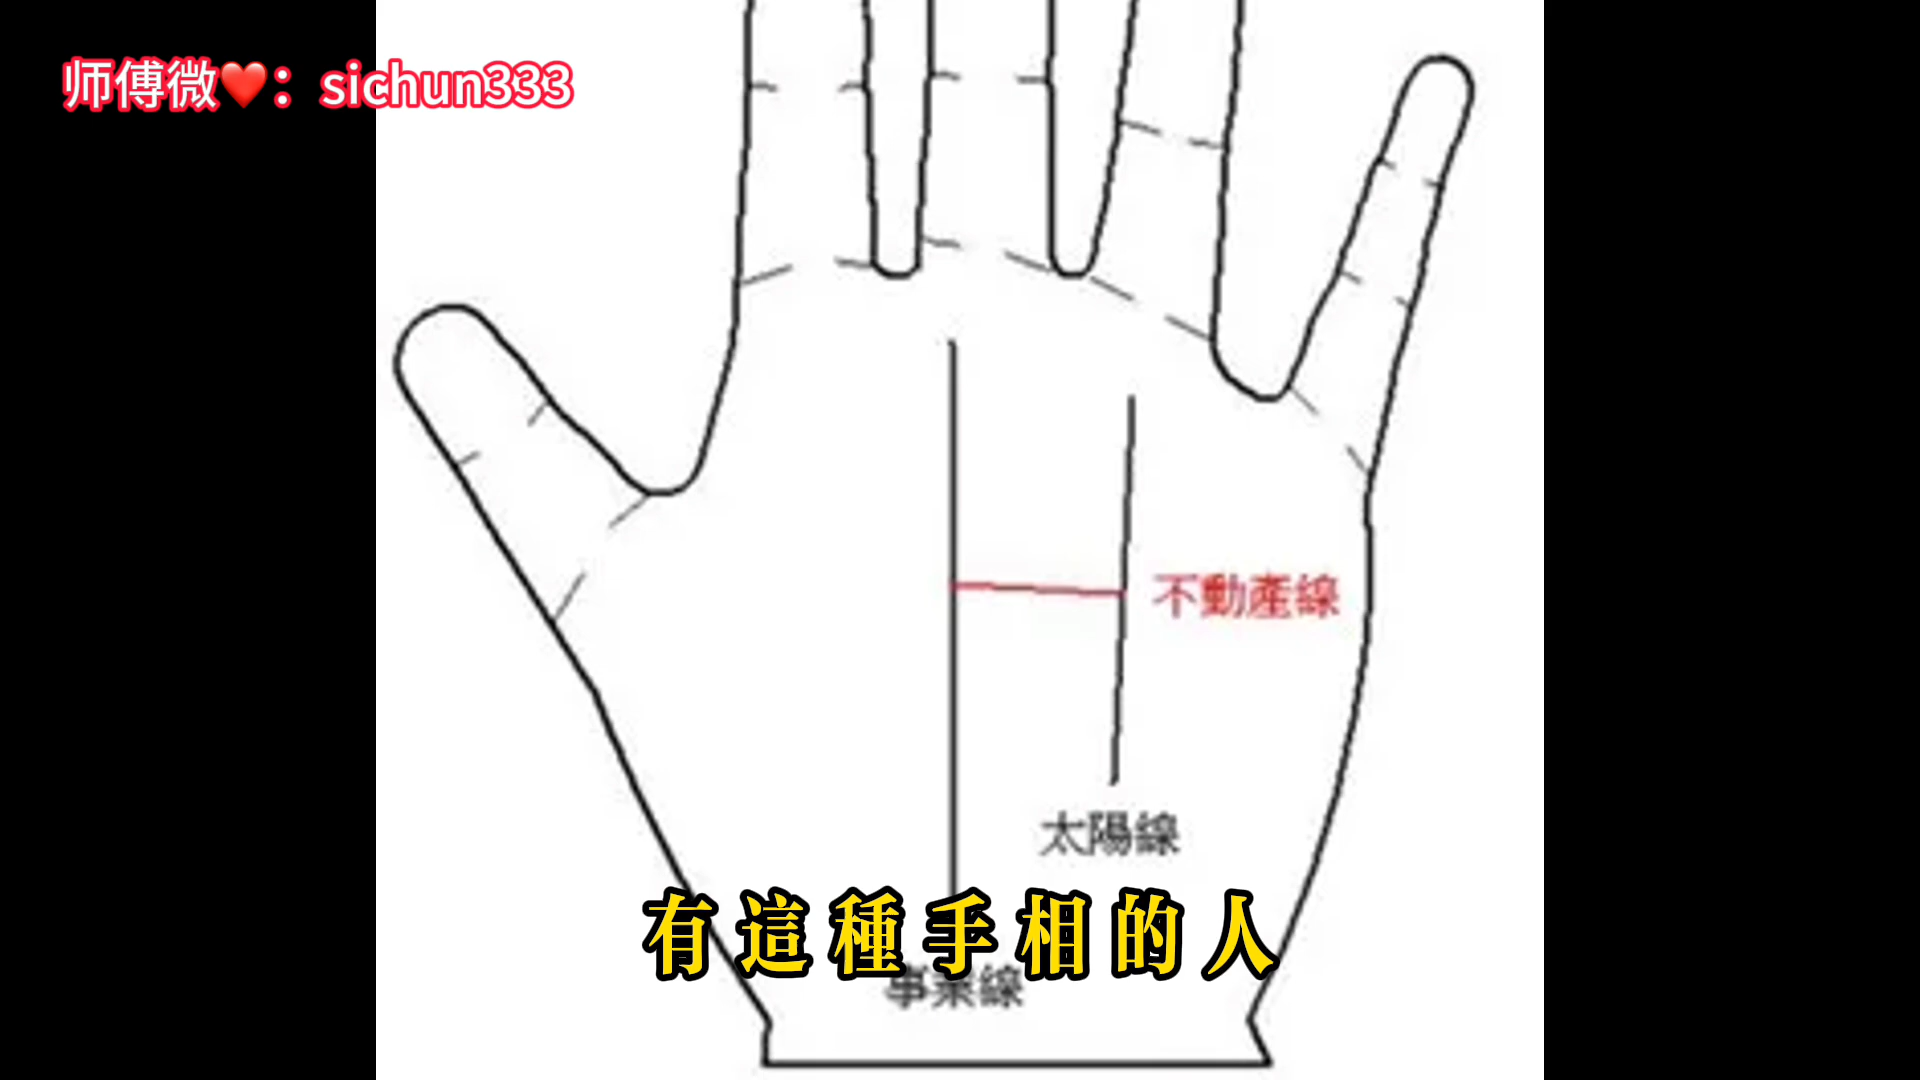 师傅微❤️：sichun333
不動產線
太陽線
有這種手相的人
事業線